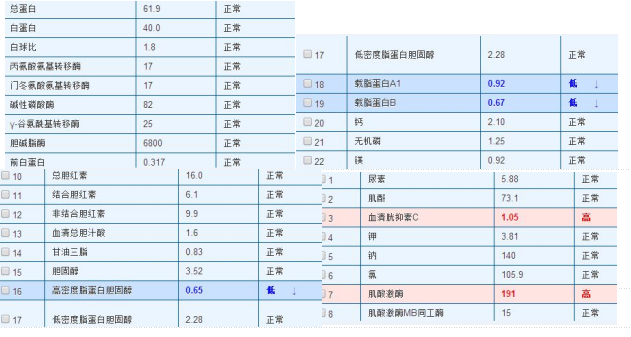 总蛋白 61.9 正常
白蛋白 40.0 正常
白球比 1.8 正常
丙氨酸氨基转移酶 17 正常
门冬氨酸氨基转移酶 17 正常
碱性磷酸酶 82 正常
γ-谷氨酰基转移酶 25 正常
胆碱脂酶 6800 正常
前白蛋白 0.317 正常
10 总胆红素 16.0 正常
11 结合胆红素 6.1 正常
12 非结合胆红素 9.9 正常
13 血清总胆汁酸 1.6 正常
14 甘油三脂 0.83 正常
15 胆固醇 3.52 正常
16 高密度脂蛋白胆固醇 0.65 低 ↓
17 低密度脂蛋白胆固醇 2.28 正常
17 低密度脂蛋白胆固醇 2.28 正常
18 载脂蛋白A1 0.92 低 ↓
19 载脂蛋白B 0.67 低 ↓
20 钙 2.10 正常
21 无机磷 1.25 正常
22 镁 0.92 正常
1 尿素 5.88 正常
2 肌酐 73.1 正常
3 血清胱抑素C 1.05 高
4 钾 3.81 正常
5 钠 140 正常
6 氯 105.9 正常
7 肌酸激酶 191 高
8 肌酸激酶MB同工酶 15 正常